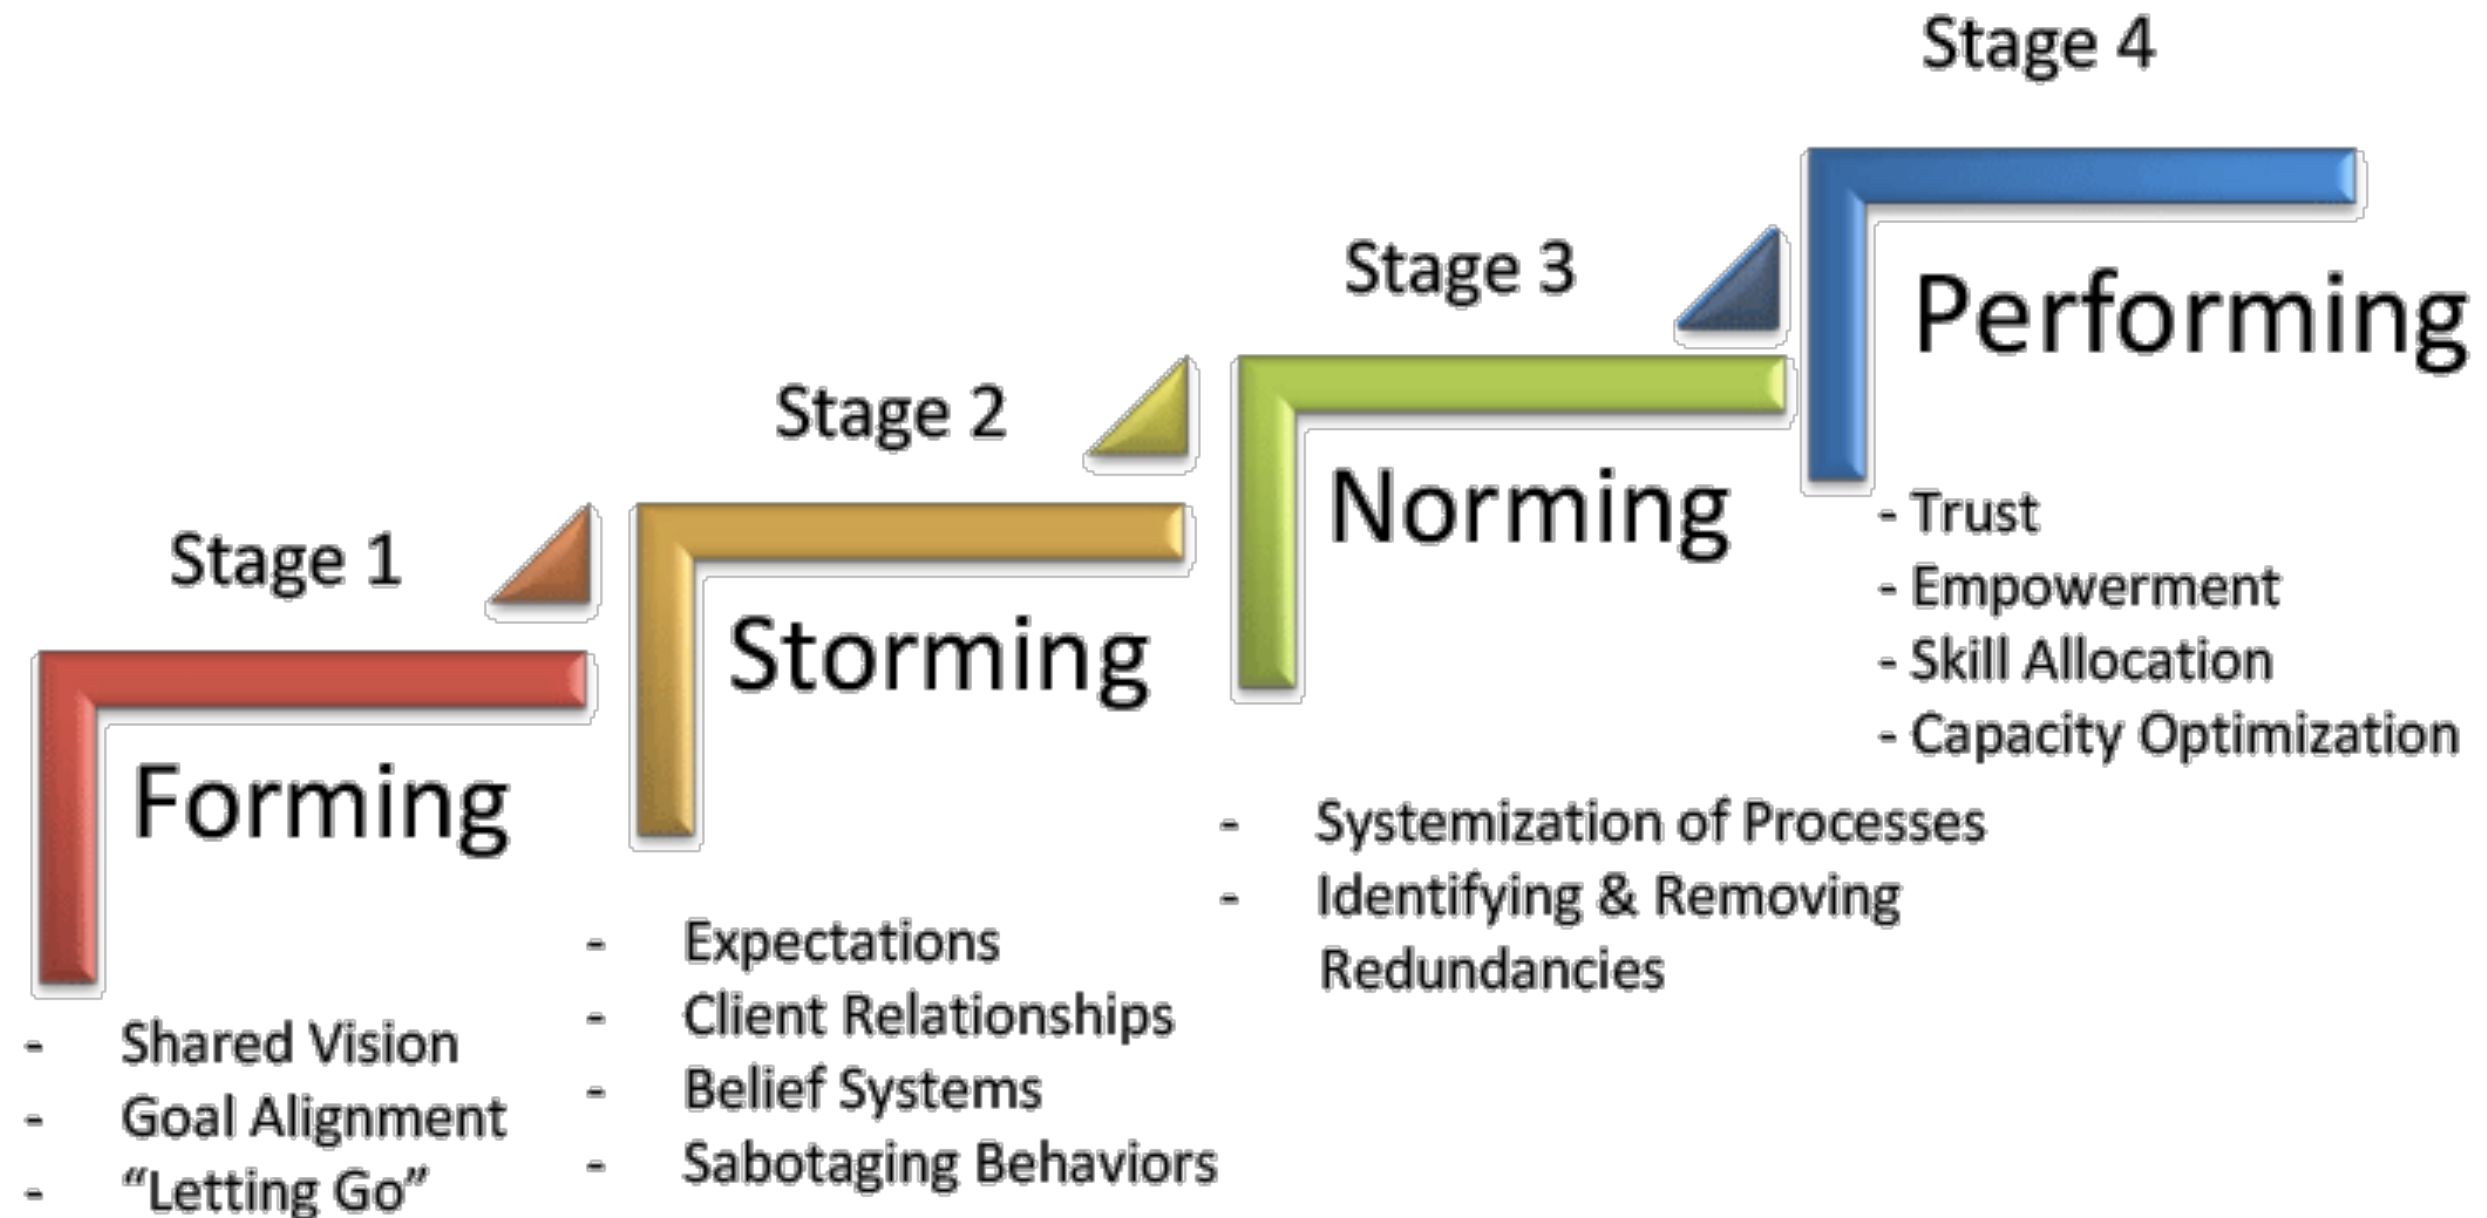 Stage 1
Forming
- Shared Vision
- Goal Alignment
- “Letting Go”
Stage 2
Storming
- Expectations
- Client Relationships
- Belief Systems
- Sabotaging Behaviors
Stage 3
Norming
- Systemization of Processes
- Identifying & Removing
Redundancies
Stage 4
Performing
- Trust
- Empowerment
- Skill Allocation
- Capacity Optimization